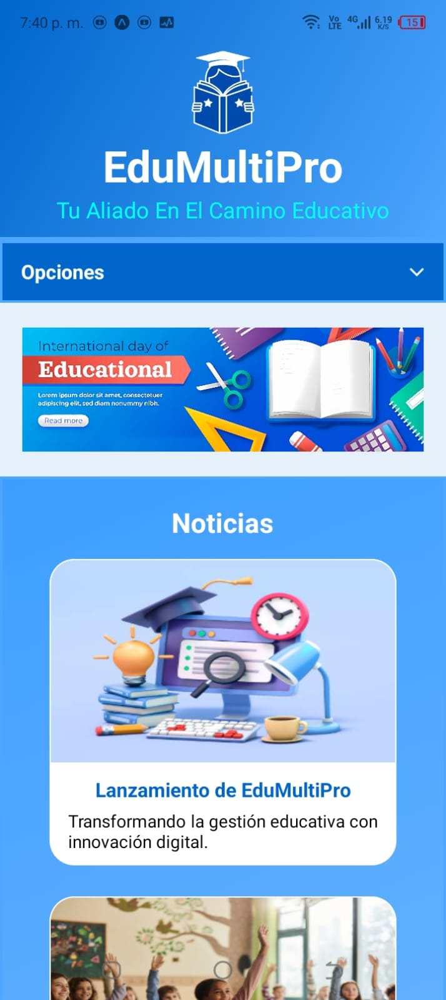 7:40 p. m.
Vo LTE 4G 6.19 K/S 15
EduMultiPro
Tu Aliado En El Camino Educativo
Opciones
International day of
Educational
Lorem ipsum dolor sit amet, consectetuer
adipiscing elit, sed diam nonummy nibh.
Read more
Noticias
Lanzamiento de EduMultiPro
Transformando la gestión educativa con
innovación digital.